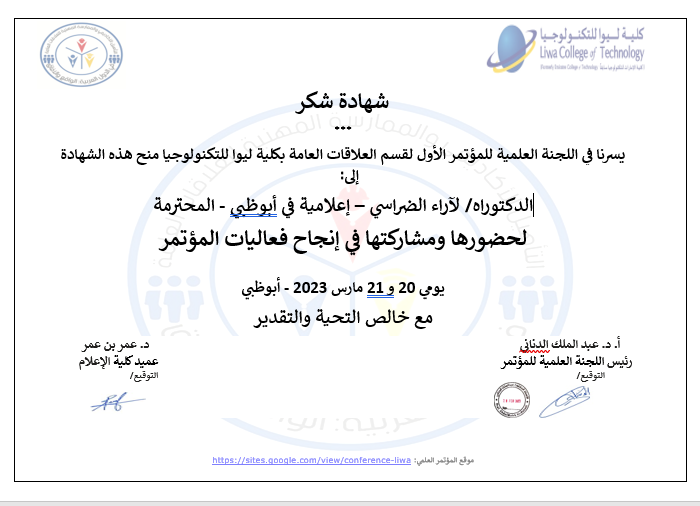 كلية ليوا للتكنولوجيا
Liwa College of Technology
شهادة شكر
•••
يسرنا في اللجنة العلمية للمؤتمر الأول لقسم العلاقات العامة بكلية ليوا للتكنولوجيا منح هذه الشهادة
إلى:
الدكتوراه/ لآراء الضراسي – إعلامية في أبوظبي - المحترمة
لحضورها ومشاركتها في إنجاح فعاليات المؤتمر
يومي 20 و 21 مارس 2023 - أبوظبي
مع خالص التحية والتقدير
أ. د. عبد الملك الدناني
رئيس اللجنة العلمية للمؤتمر
التوقيع/
د. عمر بن عمر
عميد كلية الإعلام
التوقيع/
موقع المؤتمر العلمي: https://sites.google.com/view/conference-liwa